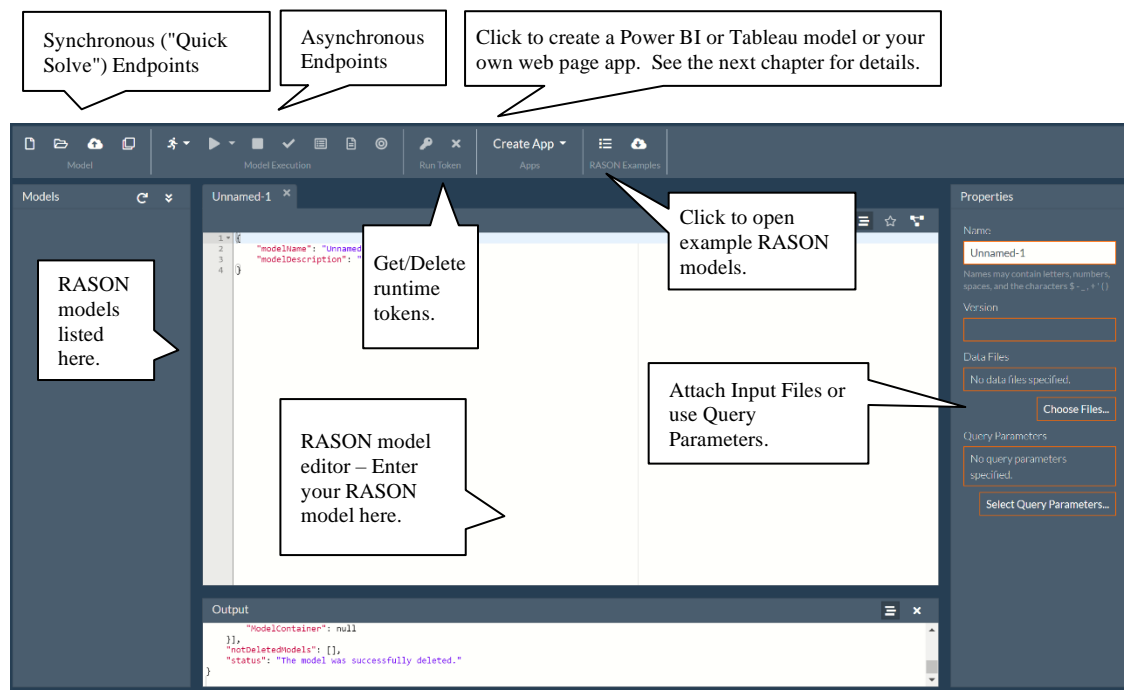 Synchronous ("Quick
Solve") Endpoints
Asynchronous
Endpoints
Click to create a Power BI or Tableau model or your
own web page app.  See the next chapter for details.
Create App
Model
Model Execution
Run Token
Apps
RASON Examples
Models
Unnamed-1
Properties
Click to open
example RASON
models.
Name
Unnamed-1
Names may contain letters, numbers,
spaces, and the characters $ - _ , + ' ( )
1 {
2 "modelName": "Unnamed
3 "modelDescription": "
4 }
Get/Delete
runtime
tokens.
RASON
models
listed
here.
Version
Data Files
No data files specified.
Choose Files...
Attach Input Files or
use Query
Parameters.
Query Parameters
No query parameters
specified.
Select Query Parameters...
RASON model
editor – Enter
your RASON
model here.
Output
"ModelContainer": null
}],
"notDeletedModels": [],
"status": "The model was successfully deleted."
}